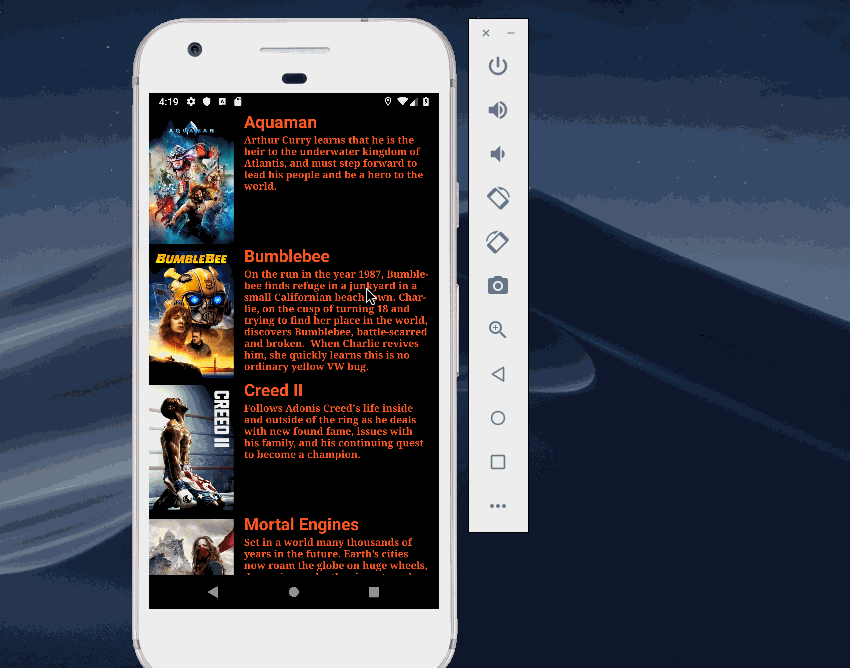 4:19
AQUAMAN
Aquaman
Arthur Curry learns that he is the
heir to the underwater kingdom of
Atlantis, and must step forward to
lead his people and be a hero to the
world.
BUMBLEBEE
Bumblebee
On the run in the year 1987, Bumble-
bee finds refuge in a junkyard in a
small Californian beach town. Char-
lie, on the cusp of turning 18 and
trying to find her place in the world,
discovers Bumblebee, battle-scarred
and broken. When Charlie revives
him, she quickly learns this is no
ordinary yellow VW bug.
CREED II
Creed II
Follows Adonis Creed's life inside
and outside of the ring as he deals
with new found fame, issues with
his family, and his continuing quest
to become a champion.
Mortal Engines
Set in a world many thousands of
years in the future. Earth's cities
now roam the globe on huge wheels,